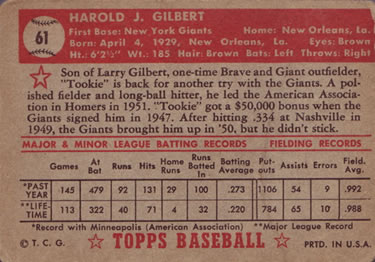 61
HAROLD J. GILBERT
First Base: New York Giants Home: New Orleans, La.
Born: April 4, 1929, New Orleans, La. Eyes: Brown
Ht.: 6'2½" Wt.: 185 Hair: Brown Bats: Left Throws: Right
Son of Larry Gilbert, one-time Brave and Giant outfielder,
"Tookie" is back for another try with the Giants. A pol-
ished fielder and long-ball hitter, he led the American Associa-
tion in Homers in 1951. "Tookie" got a $50,000 bonus when the
Giants signed him in 1947. After hitting .334 at Nashville in
1949, the Giants brought him up in '50, but he didn't stick.
MAJOR & MINOR LEAGUE BATTING RECORDS FIELDING RECORDS
Games At Bat Runs Hits Home Runs Runs Batted In Batting Average Put-outs Assists Errors Field. Avg.
*PAST YEAR 145 479 92 131 29 100 .273 1106 54 9 .992
**LIFE-TIME 113 322 40 71 4 32 .220 784 65 10 .988
*Record with Minneapolis (American Association) **Major League Record
© T. C. G. TOPPS BASEBALL PRTD. IN U.S.A.